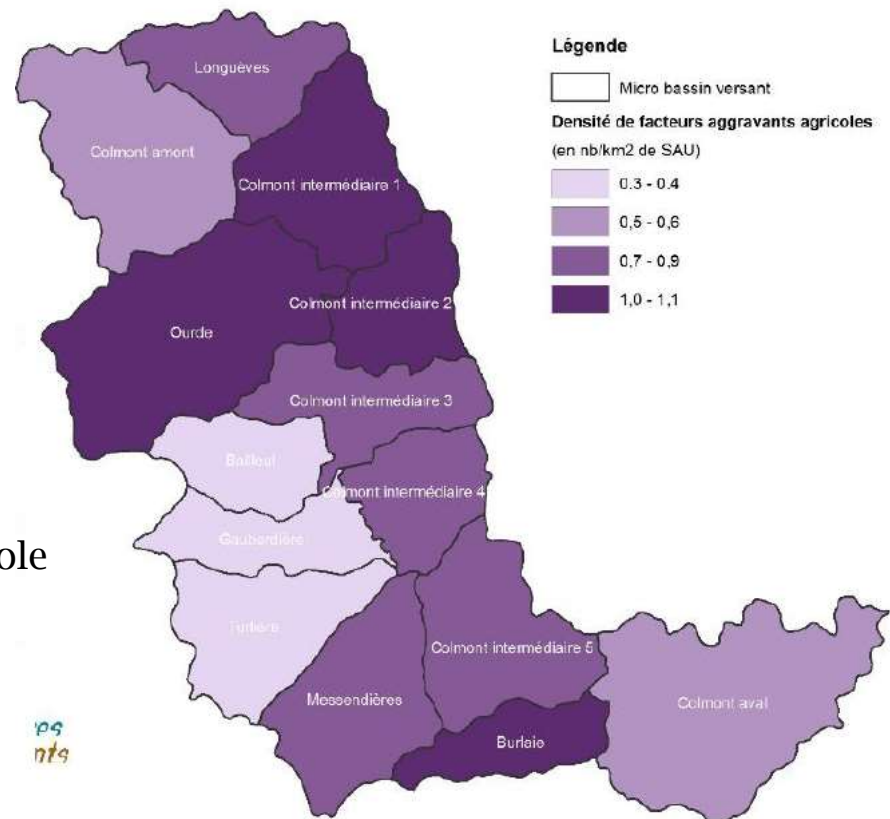 Légende
Micro bassin versant
Densité de facteurs aggravants agricoles
(en nb/km2 de SAU)
0.3 - 0.4
0,5 - 0,6
0,7 - 0,9
1,0 - 1,1
Longuèves
Colmont amont
Colmont intermédiaire 1
Colmont intermédiaire 2
Ourde
Colmont intermédiaire 3
Bailleul
Colmont intermédiaire 4
Gauberdière
ole
Colmont intermédiaire 5
Messendières
Colmont aval
Burlaie
es
nts